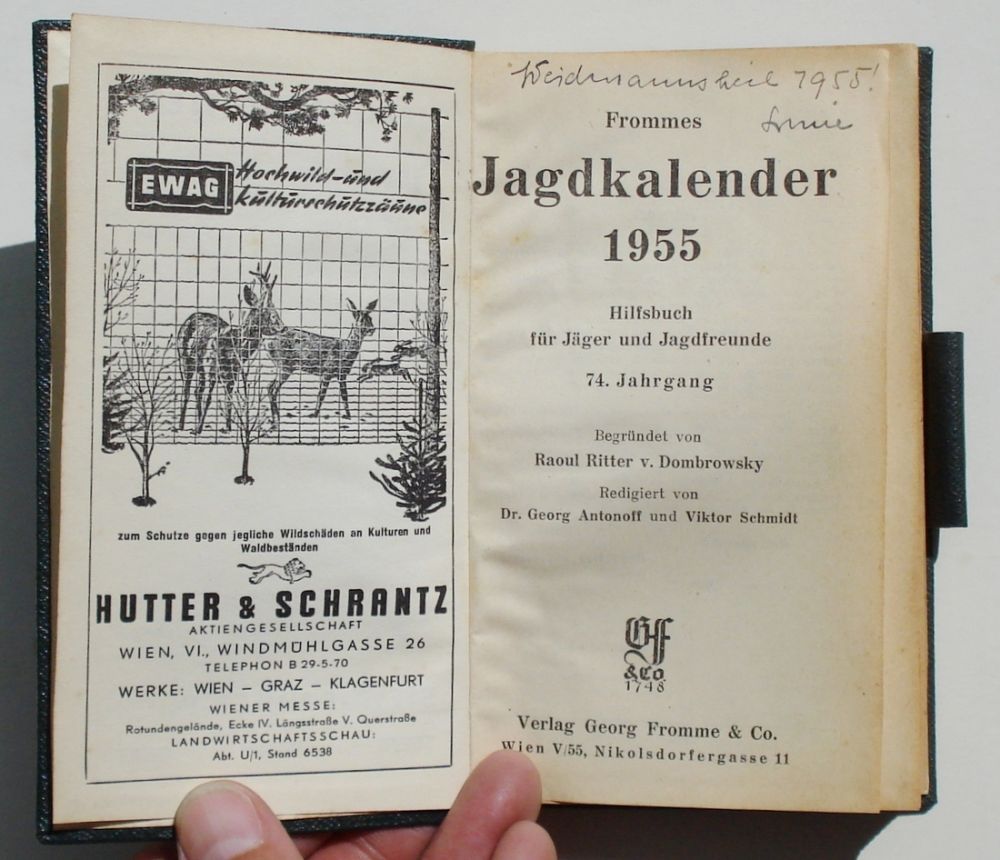 EWAG
Hochwild-und
kulturschutzzäune
zum Schutze gegen jegliche Wildschäden an Kulturen und
Waldbeständen
HUTTER & SCHRANTZ
AKTIENGESELLSCHAFT
WIEN, VI., WINDMÜHLGASSE 26
TELEPHON B 29-5-70
WERKE: WIEN – GRAZ – KLAGENFURT
WIENER MESSE:
Rotundengelände, Ecke IV. Längsstraße V. Querstraße
LANDWIRTSCHAFTSSCHAU:
Abt. U/1, Stand 6538
Weidmannsheil 1955!
Frommes
Jagdkalender
1955
Hilfsbuch
für Jäger und Jagdfreunde
74. Jahrgang
Begründet von
Raoul Ritter v. Dombrowsky
Redigiert von
Dr. Georg Antonoff und Viktor Schmidt
GF
& Co.
1748
Verlag Georg Fromme & Co.
Wien V/55, Nikolsdorfergasse 11